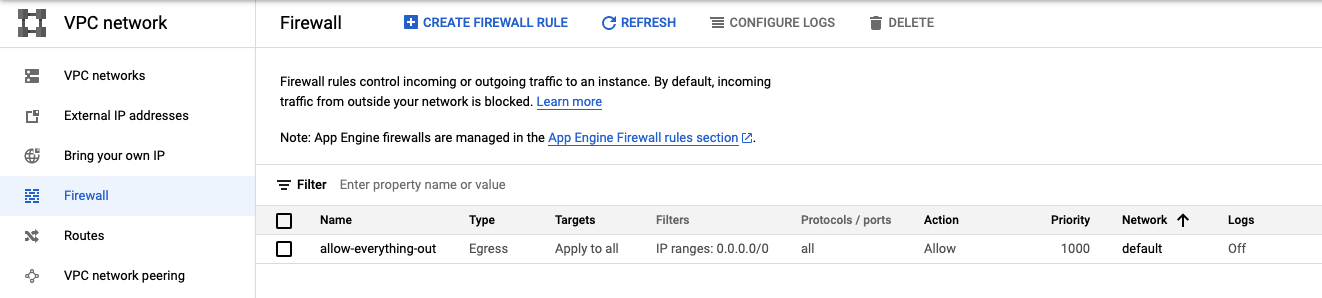 VPC network
Firewall
CREATE FIREWALL RULE
REFRESH
CONFIGURE LOGS
DELETE
VPC networks
External IP addresses
Bring your own IP
Firewall
Routes
VPC network peering
Firewall rules control incoming or outgoing traffic to an instance. By default, incoming
traffic from outside your network is blocked. Learn more
Note: App Engine firewalls are managed in the App Engine Firewall rules section.
Filter Enter property name or value
Name Type Targets Filters Protocols / ports Action Priority Network Logs
allow-everything-out Egress Apply to all IP ranges: 0.0.0.0/0 all Allow 1000 default Off